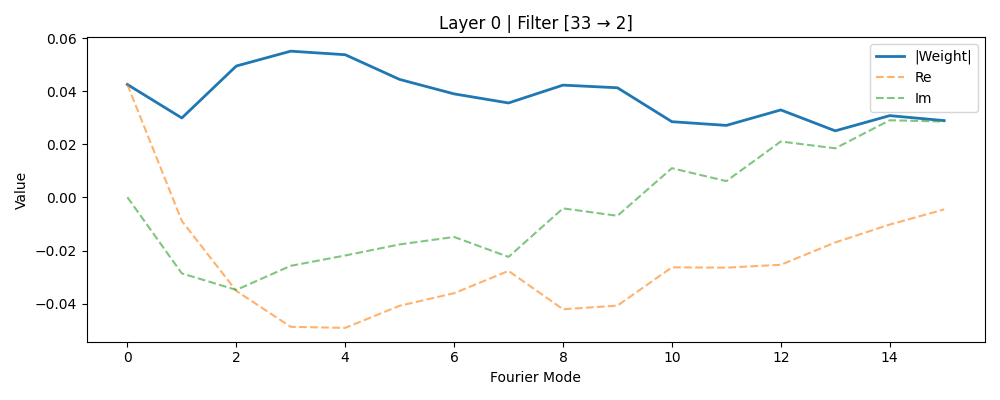 Layer 0 | Filter [33 → 2]
|Weight|
Re
Im
Value
0.06
0.04
0.02
0.00
−0.02
−0.04
0 2 4 6 8 10 12 14
Fourier Mode